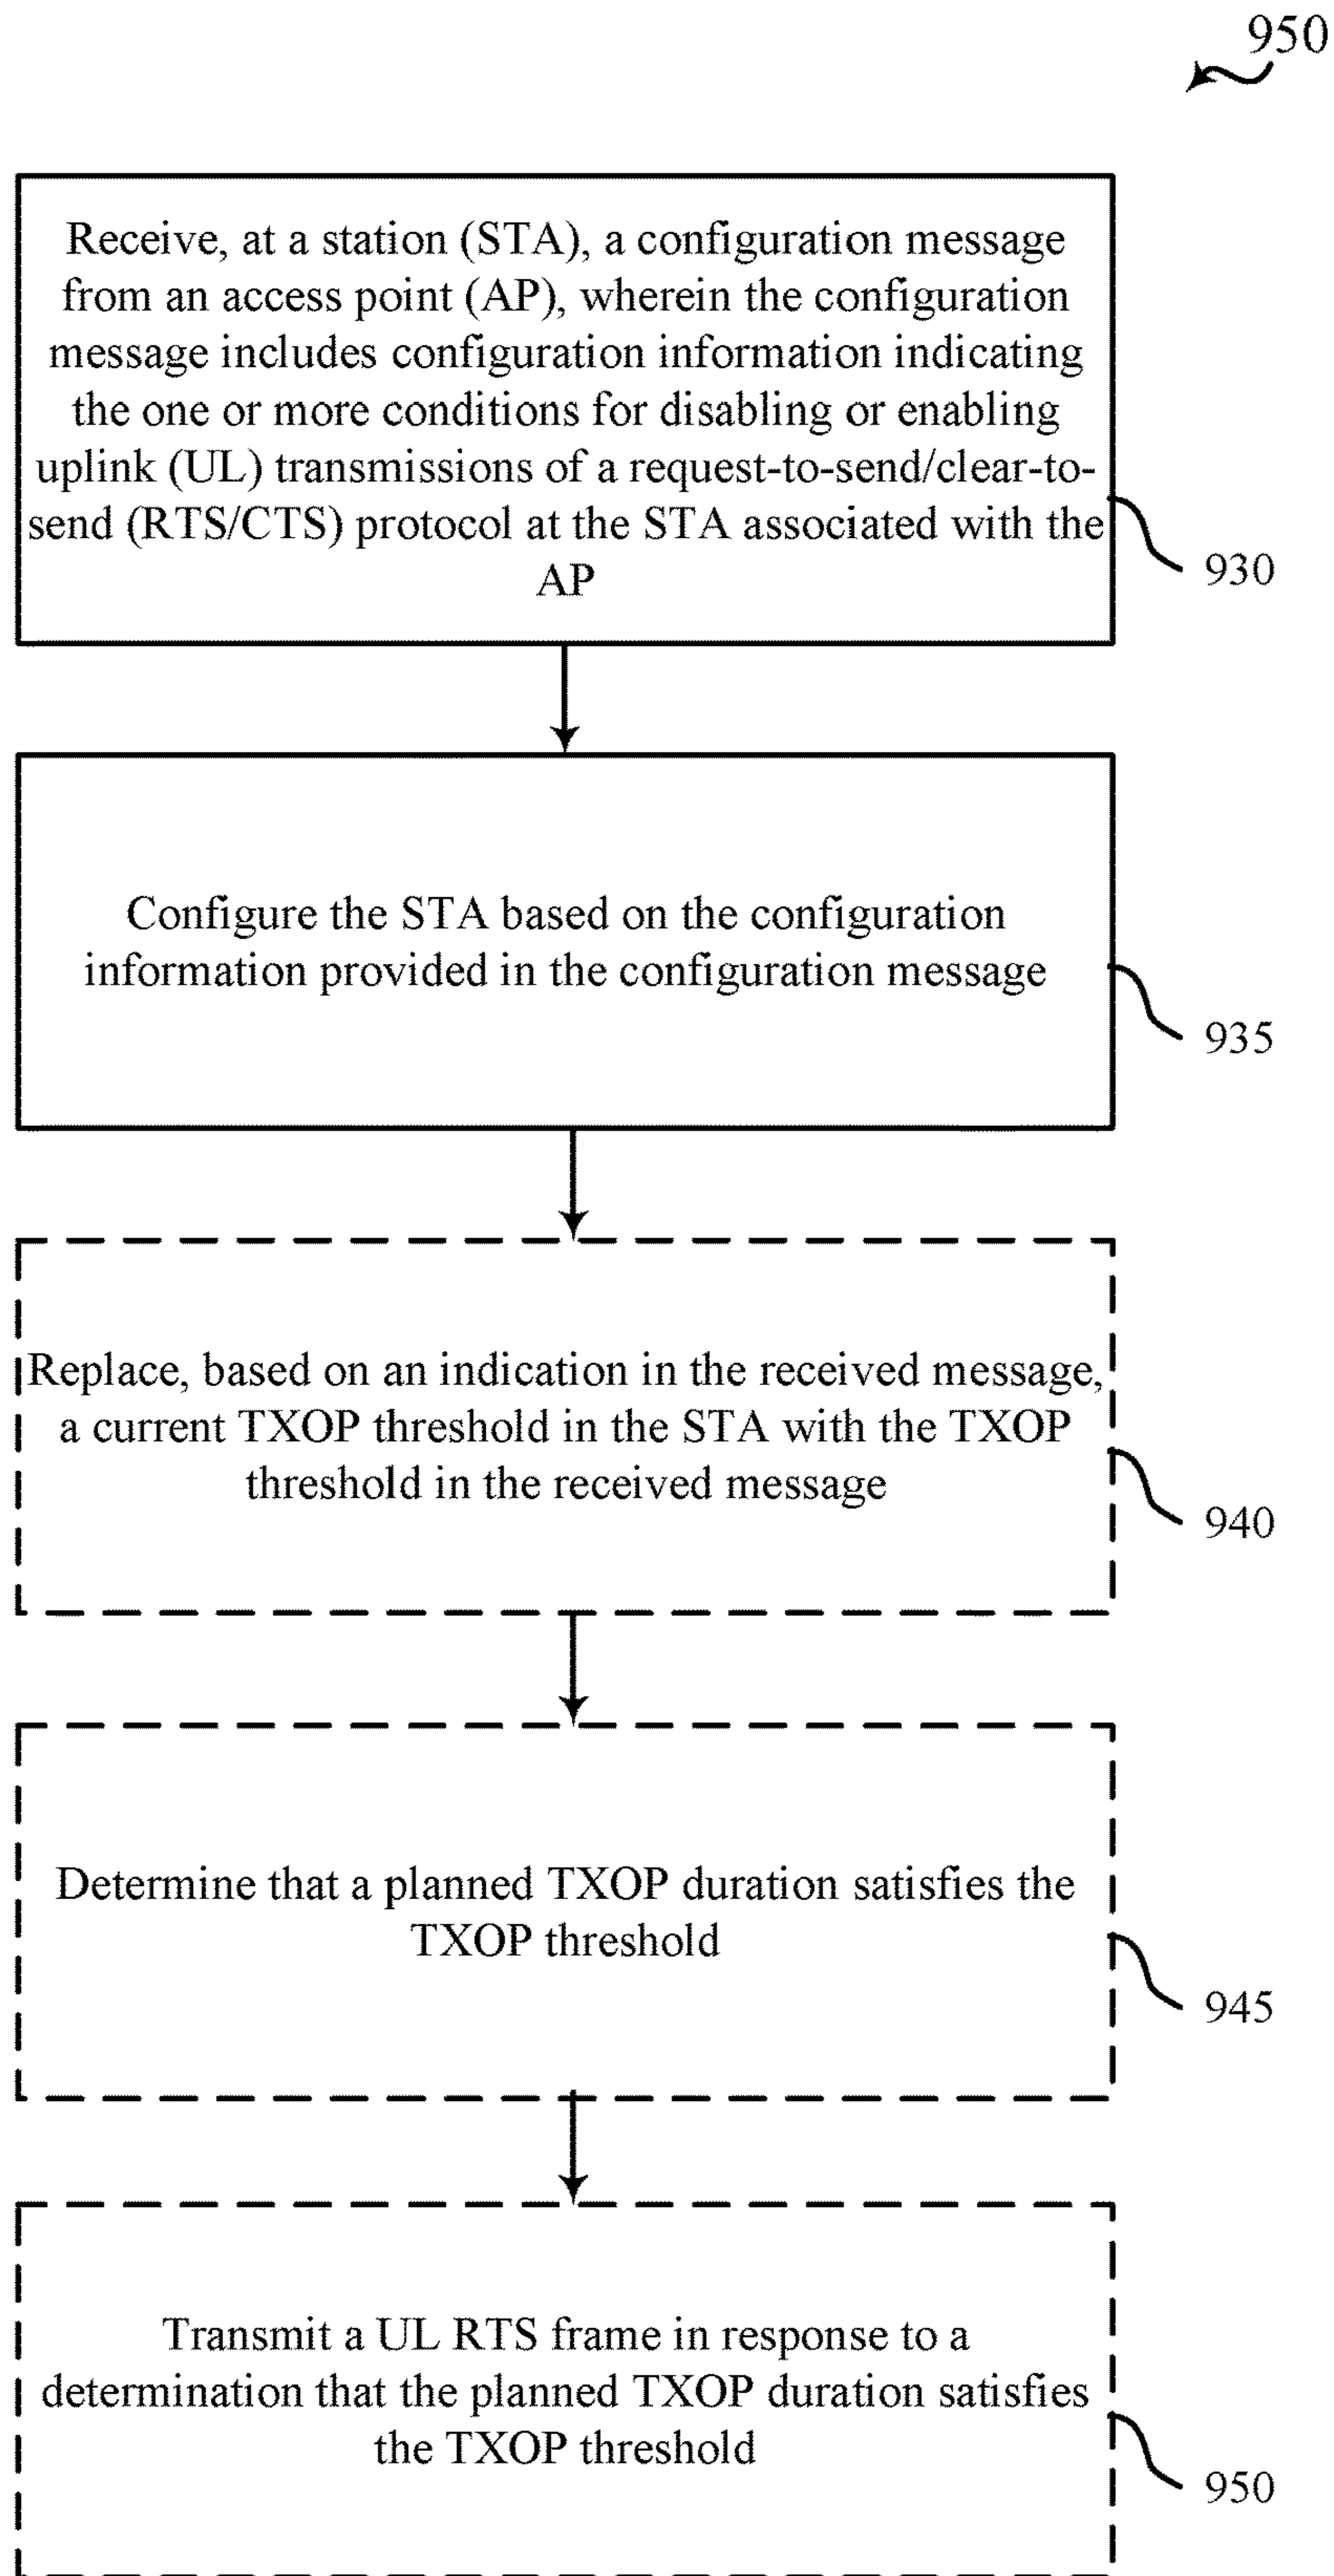 950
Receive, at a station (STA), a configuration message
from an access point (AP), wherein the configuration
message includes configuration information indicating
the one or more conditions for disabling or enabling
uplink (UL) transmissions of a request-to-send/clear-to-
send (RTS/CTS) protocol at the STA associated with the
AP
930
Configure the STA based on the configuration
information provided in the configuration message
935
Replace, based on an indication in the received message,
a current TXOP threshold in the STA with the TXOP
threshold in the received message
940
Determine that a planned TXOP duration satisfies the
TXOP threshold
945
Transmit a UL RTS frame in response to a
determination that the planned TXOP duration satisfies
the TXOP threshold
950